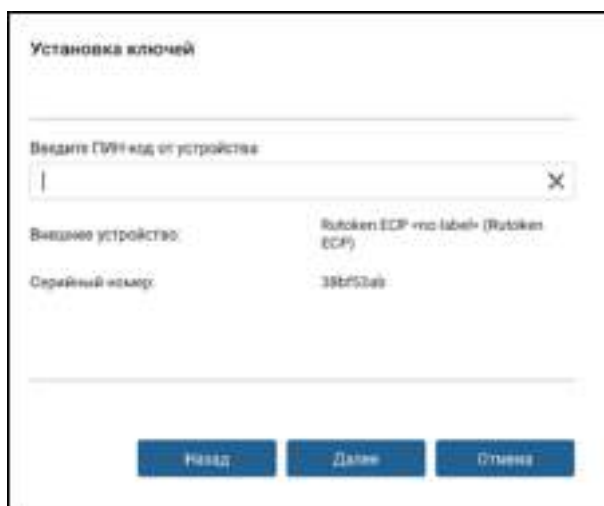 Установка ключей
Введите ПИН-код от устройства
Внешнее устройство:
Rutoken ECP <no label> (Rutoken
ECP)
Серийный номер:
38bf53ab
Назад
Далее
Отмена